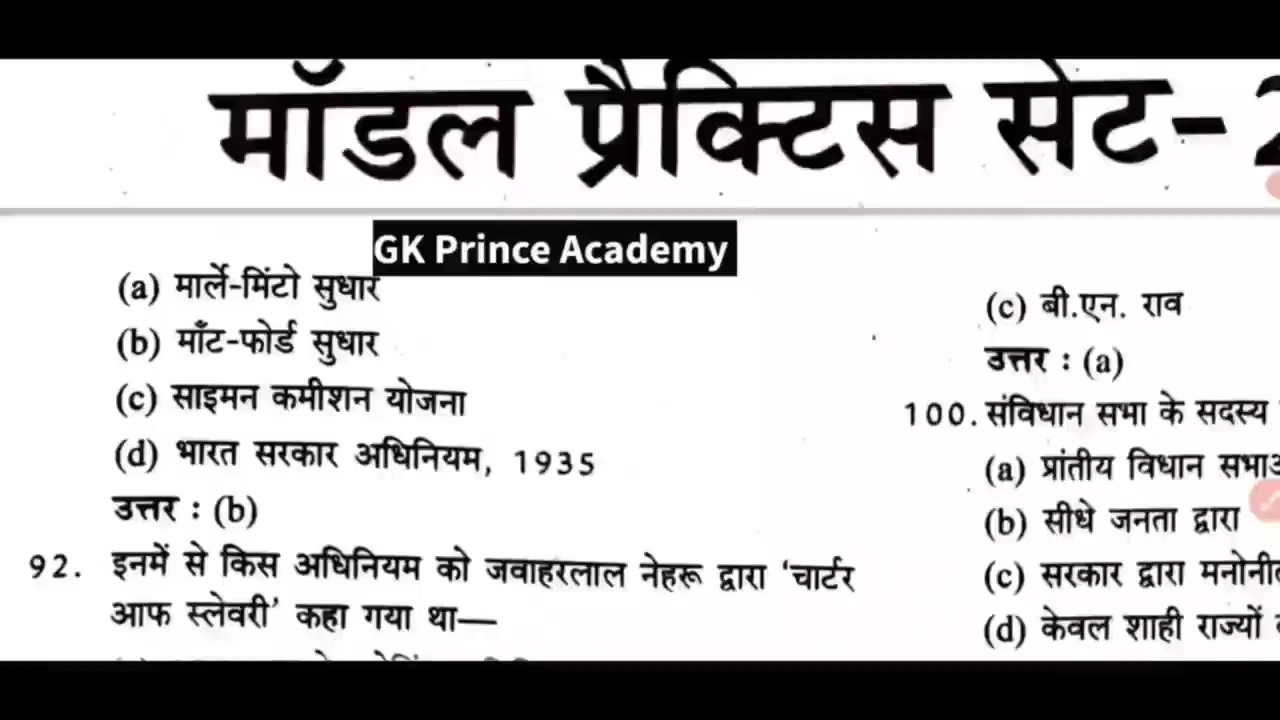 मॉडल प्रैक्टिस सेट-2
GK Prince Academy
(a) मार्ले-मिंटो सुधार
(b) माँट-फोर्ड सुधार
(c) साइमन कमीशन योजना
(d) भारत सरकार अधिनियम, 1935
उत्तर : (b)
92. इनमें से किस अधिनियम को जवाहरलाल नेहरू द्वारा 'चार्टर
आफ स्लेवरी' कहा गया था—
(c) बी.एन. राव
उत्तर : (a)
100. संविधान सभा के सदस्य
(a) प्रांतीय विधान
(b) सीधे जनता द्वारा
(c) सरकार द्वारा
(d) केवल शाही राज्यों